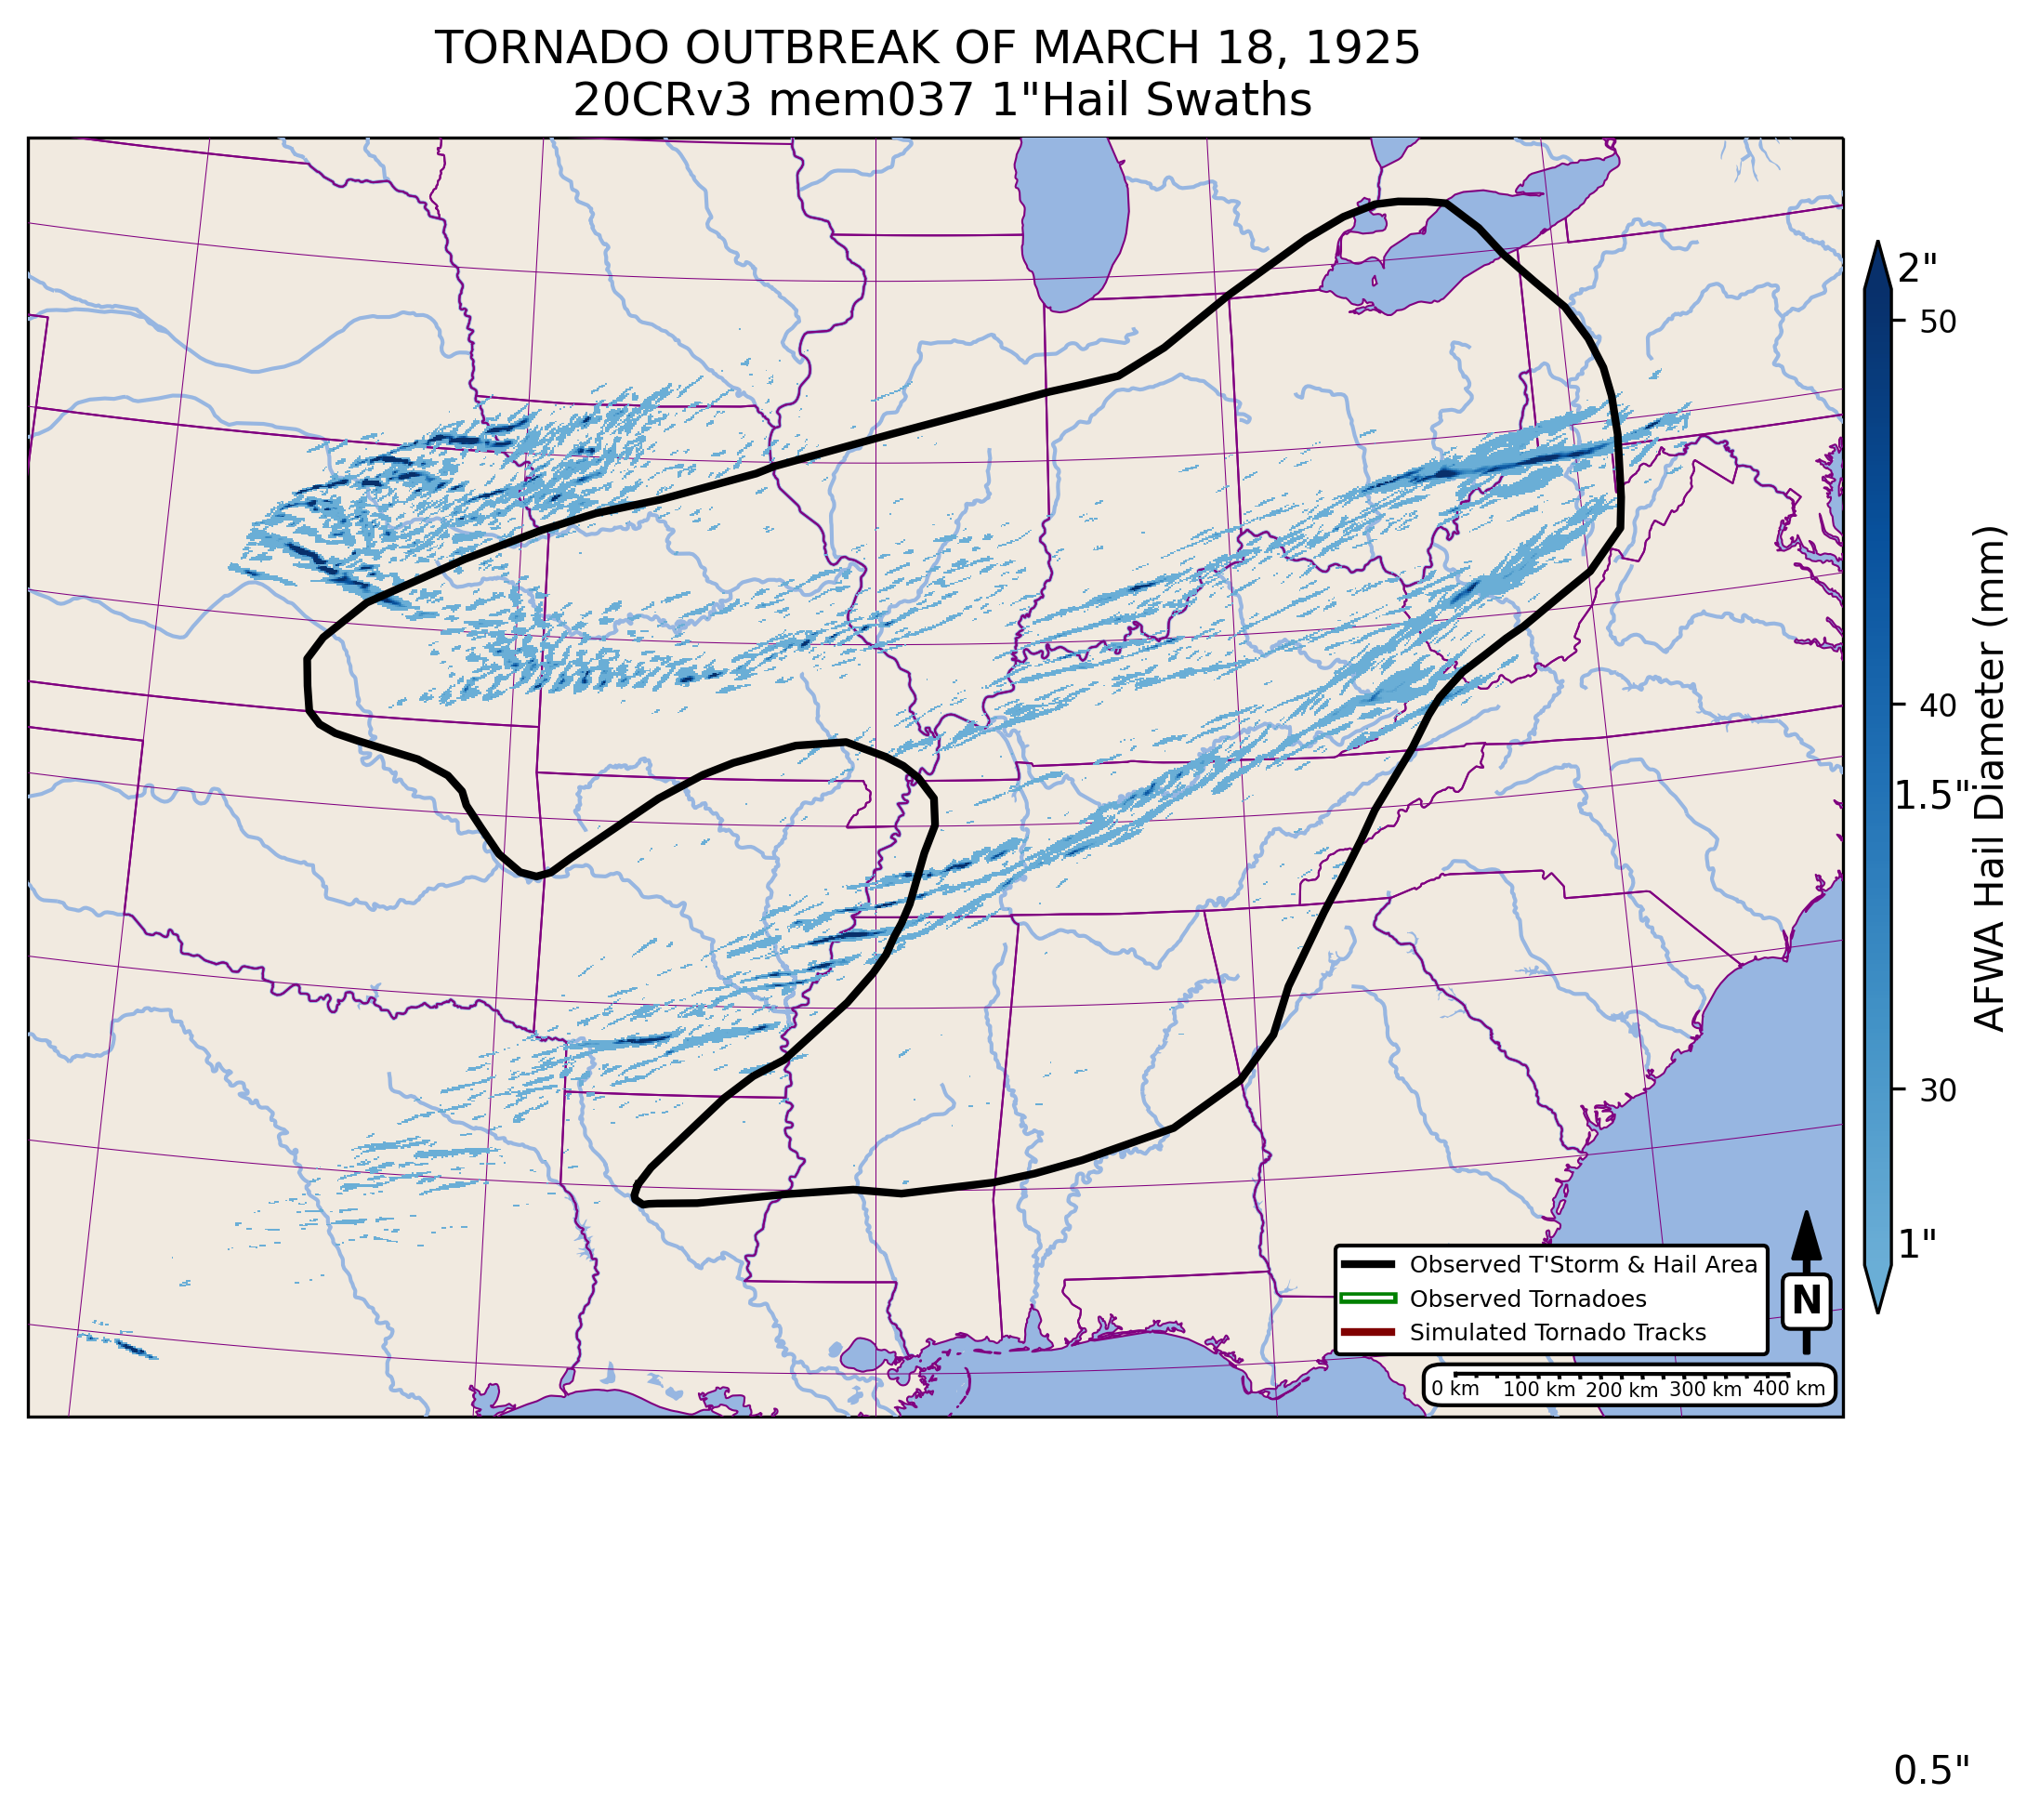 TORNADO OUTBREAK OF MARCH 18, 1925
20CRv3 mem037 1"Hail Swaths
2"
50
40
1.5"
30
1"
0.5"
AFWA Hail Diameter (mm)
Observed T'Storm & Hail Area
Observed Tornadoes
Simulated Tornado Tracks
N
0 km 100 km 200 km 300 km 400 km